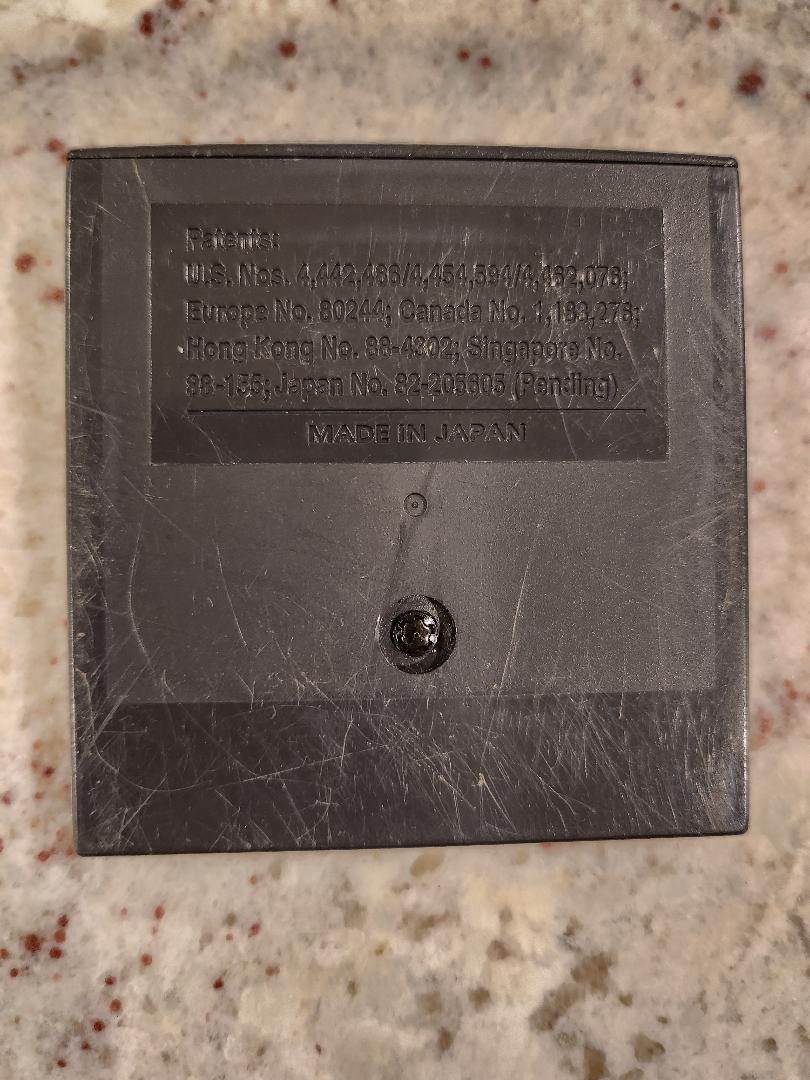 Patents:
U.S. Nos. 4,442,486/4,454,594/4,462,076;
Europe No. 80244; Canada No. 1,183,276;
Hong Kong No. 88-4302; Singapore No.
88-155; Japan No. 82-205605 (Pending)
MADE IN JAPAN